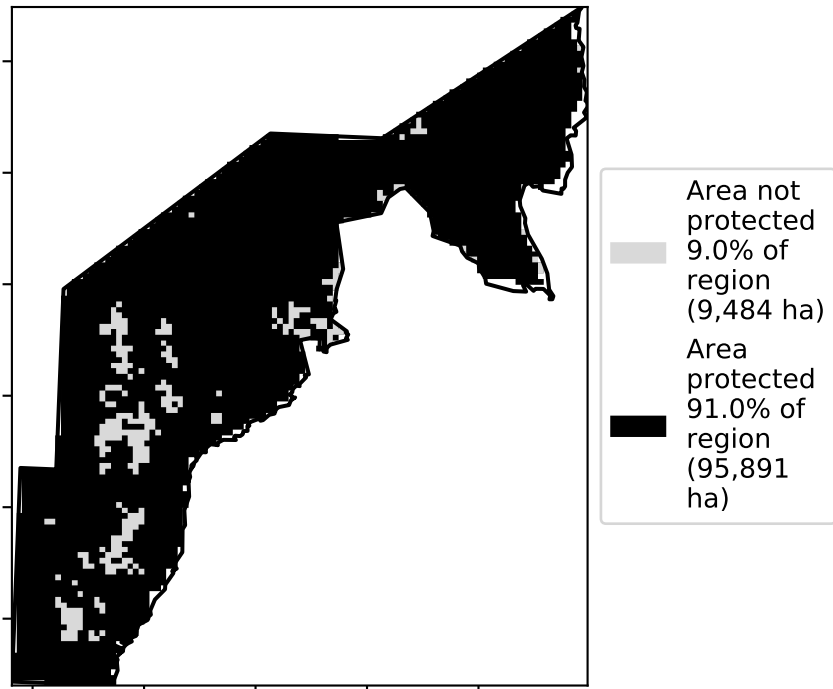 Area not
protected
9.0% of
region
(9,484 ha)
Area
protected
91.0% of
region
(95,891
ha)